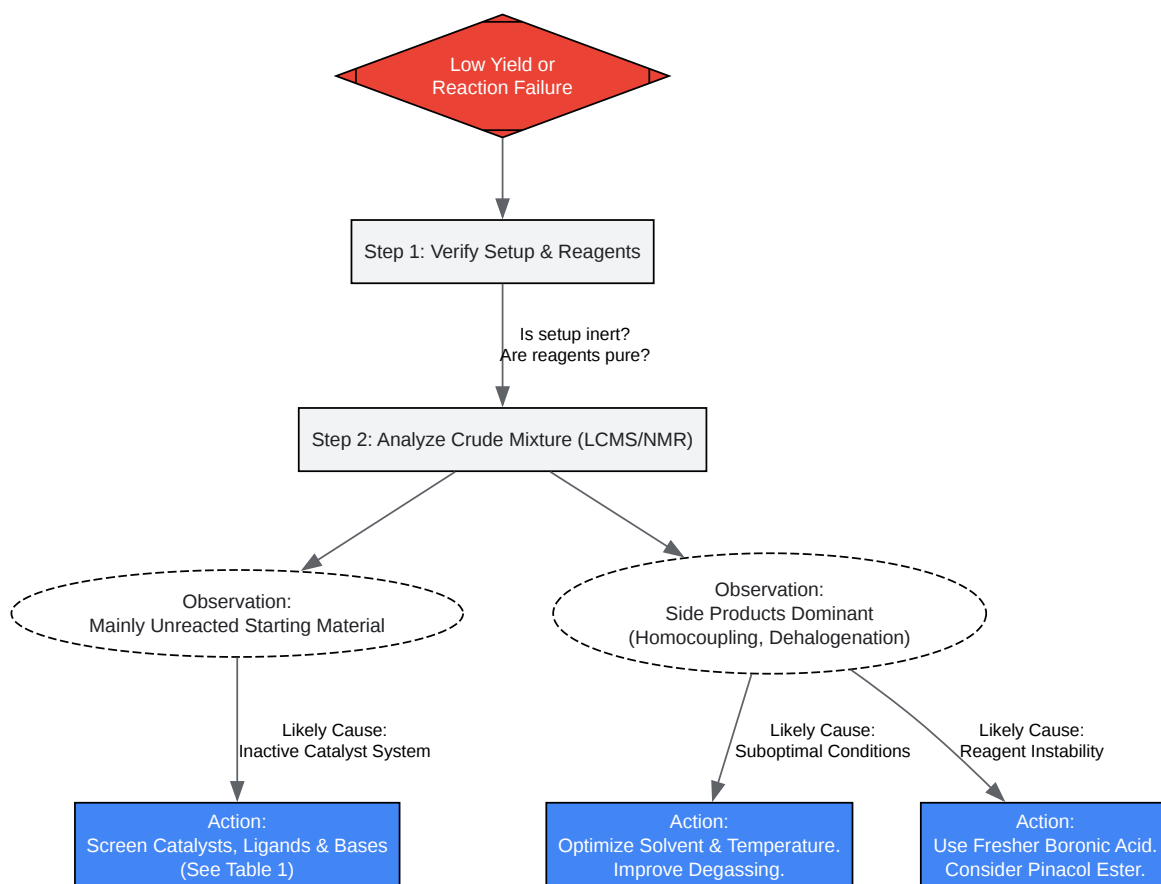 Low Yield or
Reaction Failure
Step 1: Verify Setup & Reagents
Is setup inert?
Are reagents pure?
Step 2: Analyze Crude Mixture (LCMS/NMR)
Observation:
Mainly Unreacted Starting Material
Observation:
Side Products Dominant
(Homocoupling, Dehalogenation)
Likely Cause:
Inactive Catalyst System
Likely Cause:
Suboptimal Conditions
Likely Cause:
Reagent Instability
Action:
Screen Catalysts, Ligands & Bases
(See Table 1)
Action:
Optimize Solvent & Temperature.
Improve Degassing.
Action:
Use Fresher Boronic Acid.
Consider Pinacol Ester.